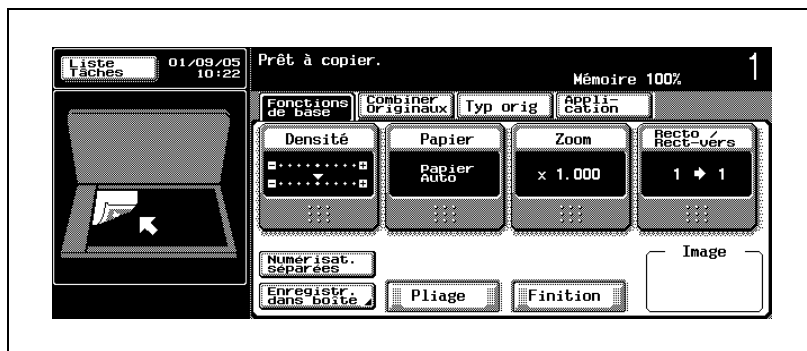 Liste
Tâches
01/09/05
10:22
Prêt à copier.
Mémoire 100%
1
Fonctions
de base
Combiner
Originaux
Typ orig
Appli-
cation
Densité
Papier
Zoom
Recto /
Rect-vers
Papier
Auto
× 1.000
1 → 1
Numérisat.
séparées
Enregistr.
dans boîte
Pliage
Finition
Image